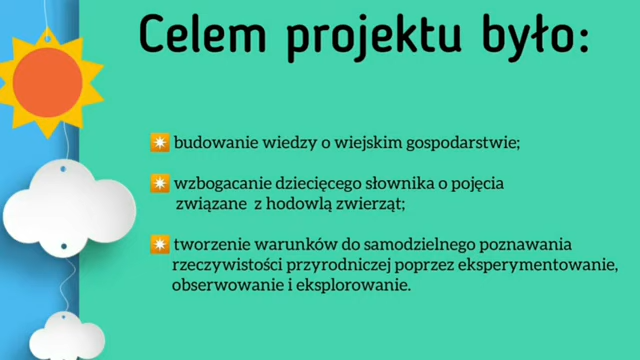 Celem projektu było:
✴️ budowanie wiedzy o wiejskim gospodarstwie;
✴️ wzbogacanie dziecięcego słownika o pojęcia
związane z hodowlą zwierząt;
✴️ tworzenie warunków do samodzielnego poznawania
rzeczywistości przyrodniczej poprzez eksperymentowanie,
obserwowanie i eksplorowanie.